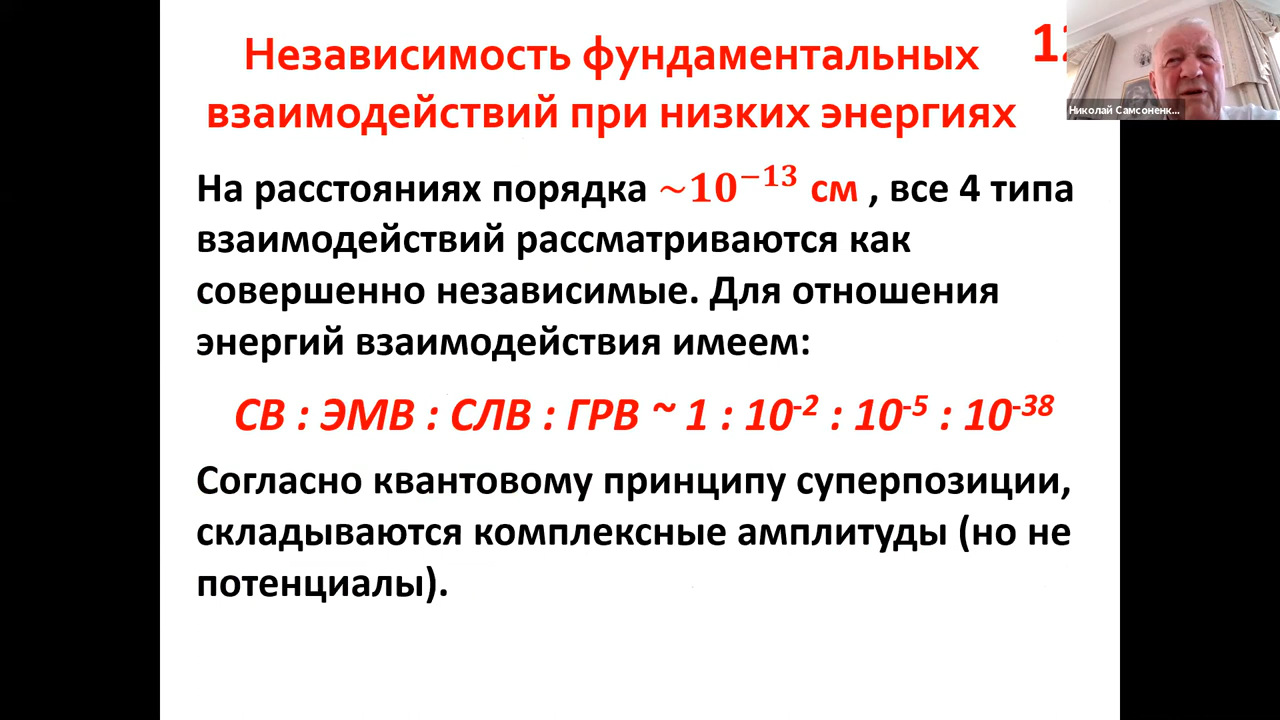 Независимость фундаментальных
взаимодействий при низких энергиях
Николай Самсоненк...
На расстояниях порядка ~10⁻¹³ см , все 4 типа
взаимодействий рассматриваются как
совершенно независимые. Для отношения
энергий взаимодействия имеем:
СВ : ЭМВ : СЛВ : ГРВ ~ 1 : 10⁻² : 10⁻⁵ : 10⁻³⁸
Согласно квантовому принципу суперпозиции,
складываются комплексные амплитуды (но не
потенциалы).